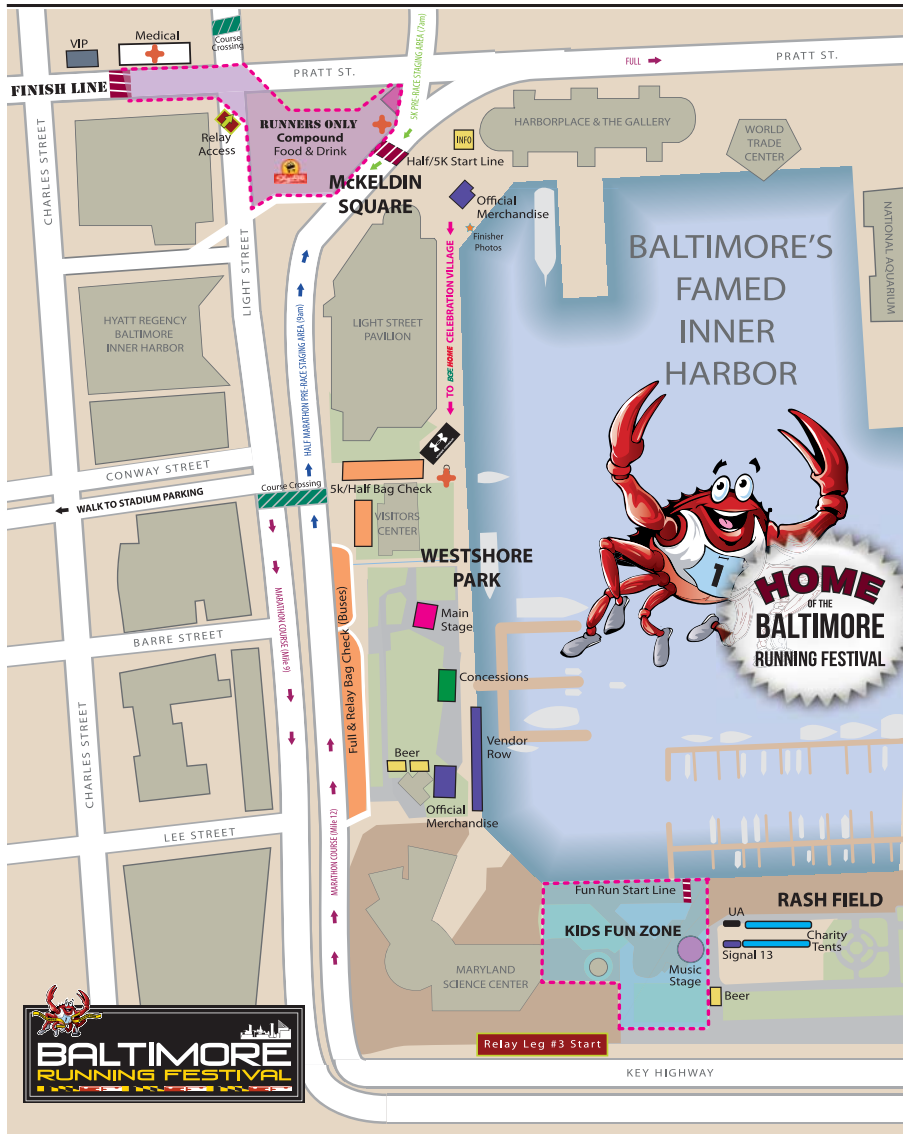 VIP
Medical
Course
Crossing
5K PRE-RACE STAGING AREA (7am)
FULL
PRATT ST.
PRATT ST.
FINISH LINE
CHARLES STREET
Relay
Access
RUNNERS ONLY
Compound
Food & Drink
INFO
Half/5K Start Line
HARBORPLACE & THE GALLERY
WORLD
TRADE
CENTER
McKELDIN
SQUARE
Official
Merchandise
Finisher
Photos
NATIONAL AQUARIUM
LIGHT STREET
BALTIMORE'S
FAMED
INNER
HARBOR
HYATT REGENCY
BALTIMORE
INNER HARBOR
HALF MARATHON PRE-RACE STAGING AREA (9am)
LIGHT STREET
PAVILION
TO BGE HOME CELEBRATION VILLAGE
CONWAY STREET
Course Crossing
5k/Half Bag Check
WALK TO STADIUM PARKING
VISITORS
CENTER
WESTSHORE
PARK
1
HOME
OF THE
BALTIMORE
RUNNING FESTIVAL
MARATHON COURSE (Mile 9)
Full & Relay Bag Check (Buses)
Main
Stage
BARRE STREET
Concessions
CHARLES STREET
Vendor
Row
Beer
Official
Merchandise
LEE STREET
MARATHON COURSE (Mile 12)
Fun Run Start Line
RASH FIELD
KIDS FUN ZONE
UA
Charity
Tents
Signal 13
Music
Stage
MARYLAND
SCIENCE CENTER
Beer
Relay Leg #3 Start
KEY HIGHWAY
BALTIMORE
RUNNING FESTIVAL